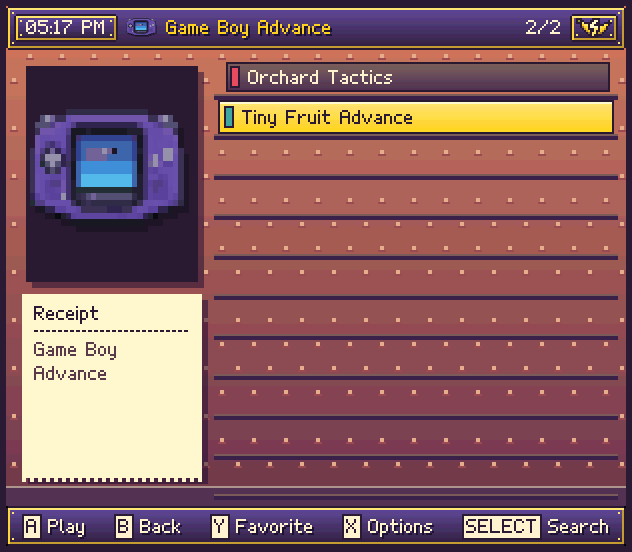 05:17 PM Game Boy Advance 2/2
Orchard Tactics
Tiny Fruit Advance
Receipt
Game Boy
Advance
A Play B Back Y Favorite X Options SELECT Search